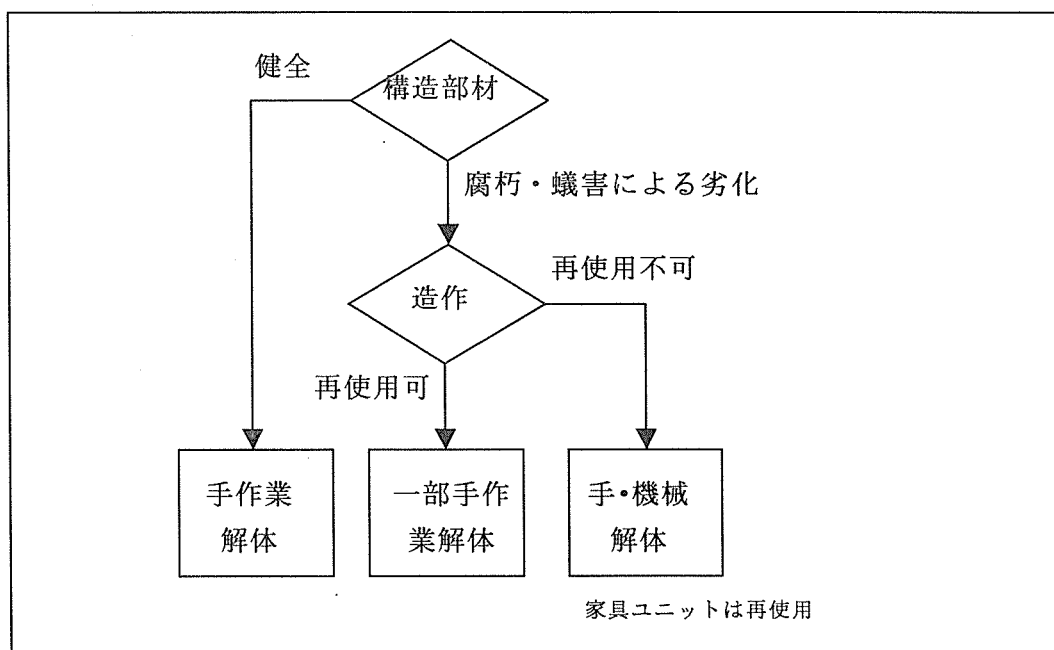 健全
構造部材
腐朽・蟻害による劣化
再使用不可
造作
再使用可
手作業
解体
一部手作
業解体
手・機械
解体
家具ユニットは再使用